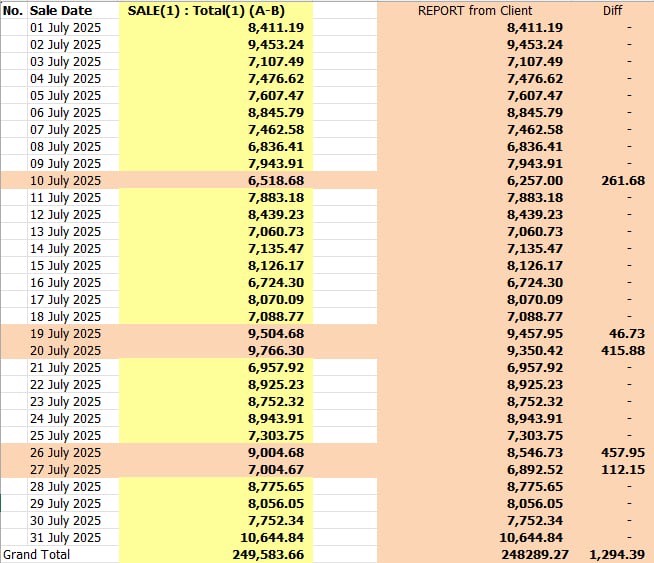 No. Sale Date SALE(1) : Total(1) (A-B) REPORT from Client Diff
01 July 2025 8,411.19 8,411.19 -
02 July 2025 9,453.24 9,453.24 -
03 July 2025 7,107.49 7,107.49 -
04 July 2025 7,476.62 7,476.62 -
05 July 2025 7,607.47 7,607.47 -
06 July 2025 8,845.79 8,845.79 -
07 July 2025 7,462.58 7,462.58 -
08 July 2025 6,836.41 6,836.41 -
09 July 2025 7,943.91 7,943.91 -
10 July 2025 6,518.68 6,257.00 261.68
11 July 2025 7,883.18 7,883.18 -
12 July 2025 8,439.23 8,439.23 -
13 July 2025 7,060.73 7,060.73 -
14 July 2025 7,135.47 7,135.47 -
15 July 2025 8,126.17 8,126.17 -
16 July 2025 6,724.30 6,724.30 -
17 July 2025 8,070.09 8,070.09 -
18 July 2025 7,088.77 7,088.77 -
19 July 2025 9,504.68 9,457.95 46.73
20 July 2025 9,766.30 9,350.42 415.88
21 July 2025 6,957.92 6,957.92 -
22 July 2025 8,925.23 8,925.23 -
23 July 2025 8,752.32 8,752.32 -
24 July 2025 8,943.91 8,943.91 -
25 July 2025 7,303.75 7,303.75 -
26 July 2025 9,004.68 8,546.73 457.95
27 July 2025 7,004.67 6,892.52 112.15
28 July 2025 8,775.65 8,775.65 -
29 July 2025 8,056.05 8,056.05 -
30 July 2025 7,752.34 7,752.34 -
31 July 2025 10,644.84 10,644.84 -
Grand Total 249,583.66 248289.27 1,294.39